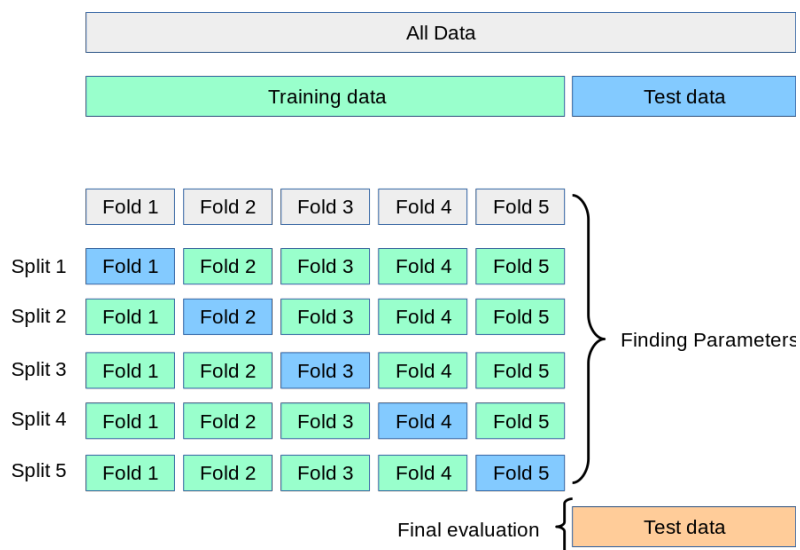 All Data
Training data Test data
Fold 1 Fold 2 Fold 3 Fold 4 Fold 5
Split 1 Fold 1 Fold 2 Fold 3 Fold 4 Fold 5
Split 2 Fold 1 Fold 2 Fold 3 Fold 4 Fold 5
Finding Parameters
Split 3 Fold 1 Fold 2 Fold 3 Fold 4 Fold 5
Split 4 Fold 1 Fold 2 Fold 3 Fold 4 Fold 5
Split 5 Fold 1 Fold 2 Fold 3 Fold 4 Fold 5
Final evaluation Test data